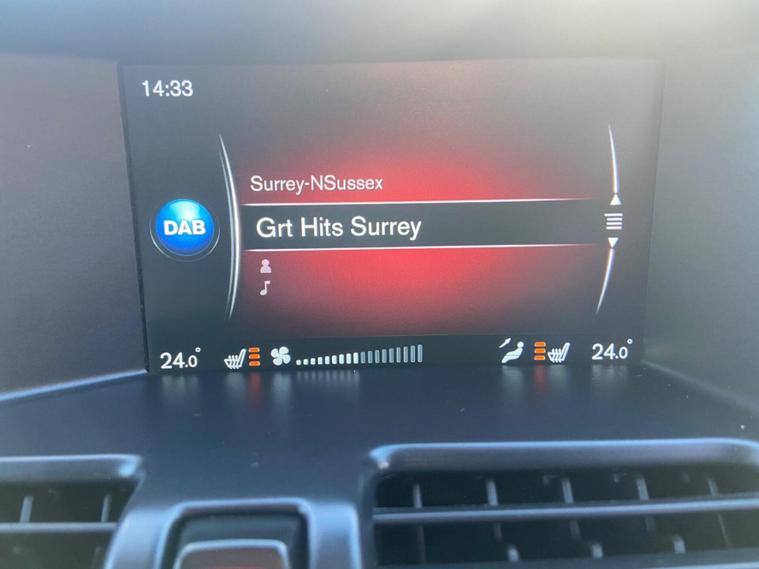 14:33
Surrey-NSussex
DAB
Grt Hits Surrey
24.0°
24.0°